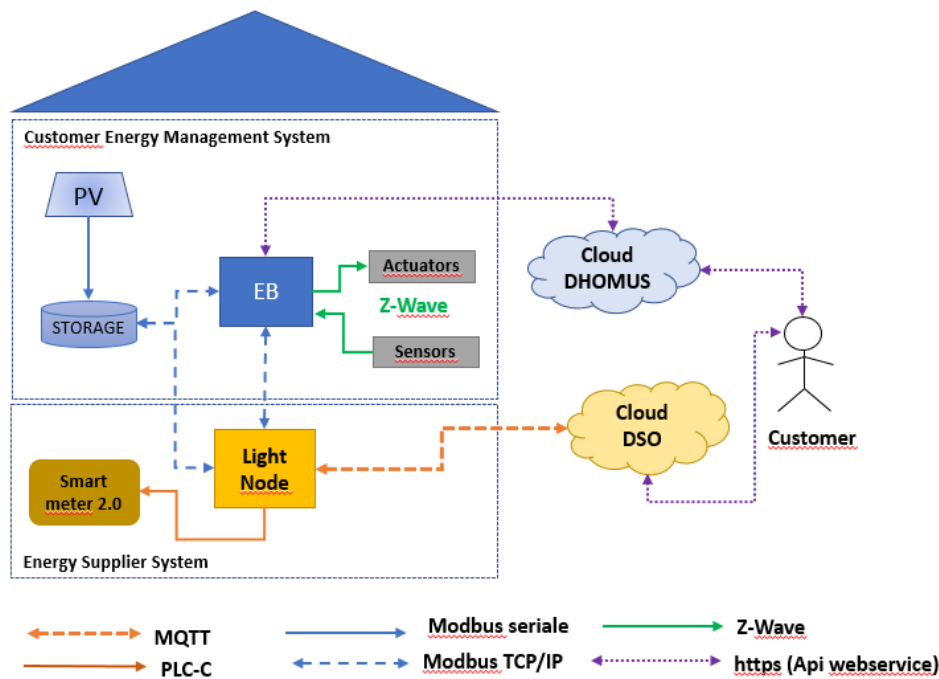 Customer Energy Management System
PV
STORAGE
EB
Actuators
Z-Wave
Sensors
Cloud
DHOMUS
Cloud
DSO
Customer
Light
Node
Smart
meter 2.0
Energy Supplier System
MQTT
Modbus seriale
Z-Wave
PLC-C
Modbus TCP/IP
https (Api webservice)